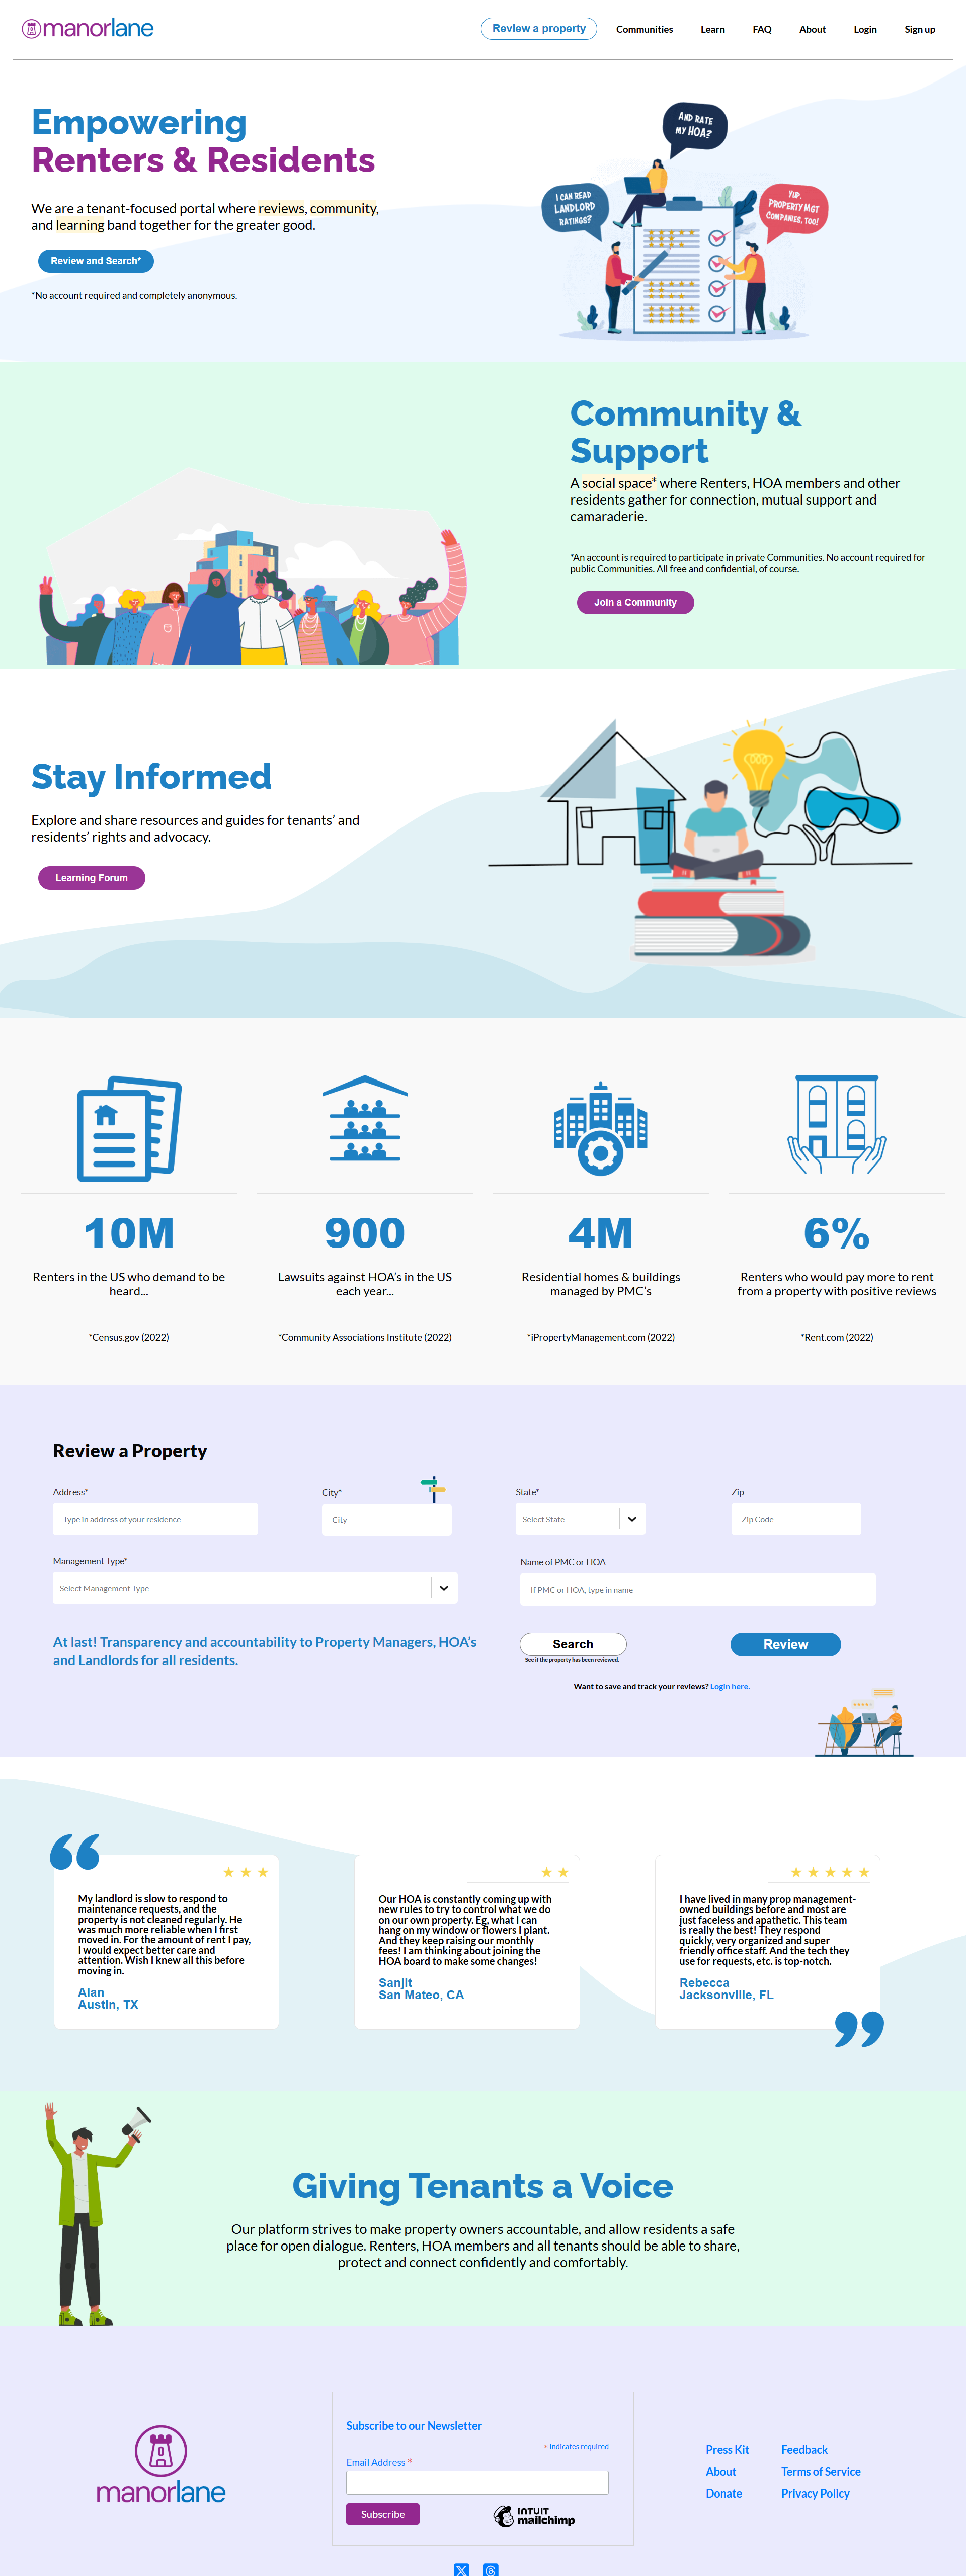 manorlane
Review a property
Communities
Learn
FAQ
About
Login
Sign up
Empowering
Renters & Residents
We are a tenant-focused portal where reviews, community,
and learning band together for the greater good.
Review and Search*
*No account required and completely anonymous.
AND RATE
MY HOA?
I CAN READ
LANDLORD
RATINGS?
YUP.
PROPERTY MGT
COMPANIES, TOO!
Community &
Support
A social space* where Renters, HOA members and other
residents gather for connection, mutual support and
camaraderie.
*An account is required to participate in private Communities. No account required for
public Communities. All free and confidential, of course.
Join a Community
Stay Informed
Explore and share resources and guides for tenants’ and
residents’ rights and advocacy.
Learning Forum
10M
Renters in the US who demand to be
heard...
*Census.gov (2022)
900
Lawsuits against HOA’s in the US
each year...
*Community Associations Institute (2022)
4M
Residential homes & buildings
managed by PMC’s
*iPropertyManagement.com (2022)
6%
Renters who would pay more to rent
from a property with positive reviews
*Rent.com (2022)
Review a Property
Address*
Type in address of your residence
City*
City
State*
Select State
Zip
Zip Code
Management Type*
Select Management Type
Name of PMC or HOA
If PMC or HOA, type in name
At last! Transparency and accountability to Property Managers, HOA’s
and Landlords for all residents.
Search
See if the property has been reviewed.
Review
Want to save and track your reviews? Login here.
My landlord is slow to respond to
maintenance requests, and the
property is not cleaned regularly. He
was much more reliable when I first
moved in. For the amount of rent I pay,
I would expect better care and
attention. Wish I knew all this before
moving in.
Alan
Austin, TX
Our HOA is constantly coming up with
new rules to try to control what we do
on our own property. Eg, what I can
hang on my window or flowers I plant.
And they keep raising our monthly
fees! I am thinking about joining the
HOA board to make some changes!
Sanjit
San Mateo, CA
I have lived in many prop management-
owned buildings before and most are
just faceless and apathetic. This team
is really the best! They respond
quickly, very organized and super
friendly office staff. And the tech they
use for requests, etc. is top-notch.
Rebecca
Jacksonville, FL
Giving Tenants a Voice
Our platform strives to make property owners accountable, and allow residents a safe
place for open dialogue. Renters, HOA members and all tenants should be able to share,
protect and connect confidently and comfortably.
manorlane
Subscribe to our Newsletter
* indicates required
Email Address *
Subscribe
INTUIT
mailchimp
Press Kit
Feedback
About
Terms of Service
Donate
Privacy Policy